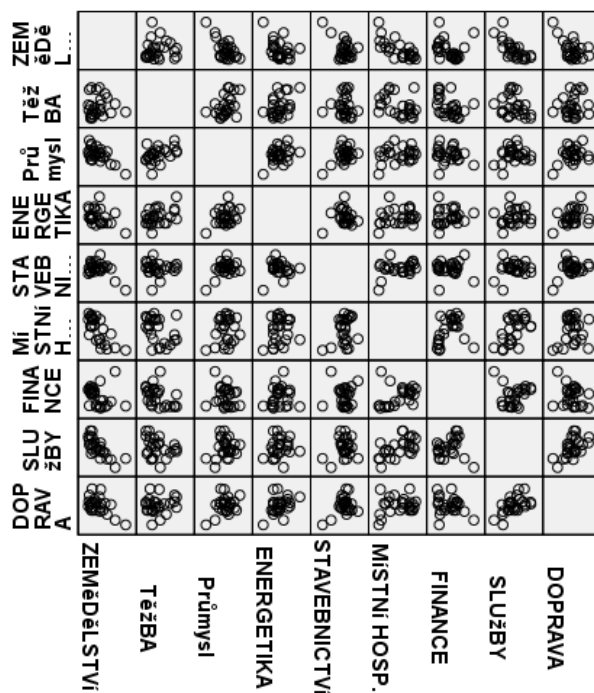 ZEM
ěDě
L...
Těž
BA
Prů
mysl
ENE
RGE
TIKA
STA
VEB
NI...
Mí
STNí
H...
FINA
NCE
SLU
žBY
DOP
RAV
A
ZEMěDělSTVí
TěžBA
Průmysl
ENERGETIKA
STAVEBNICTVí
MíSTNí HOSP.
FINANCE
SLUžBY
DOPRAVA